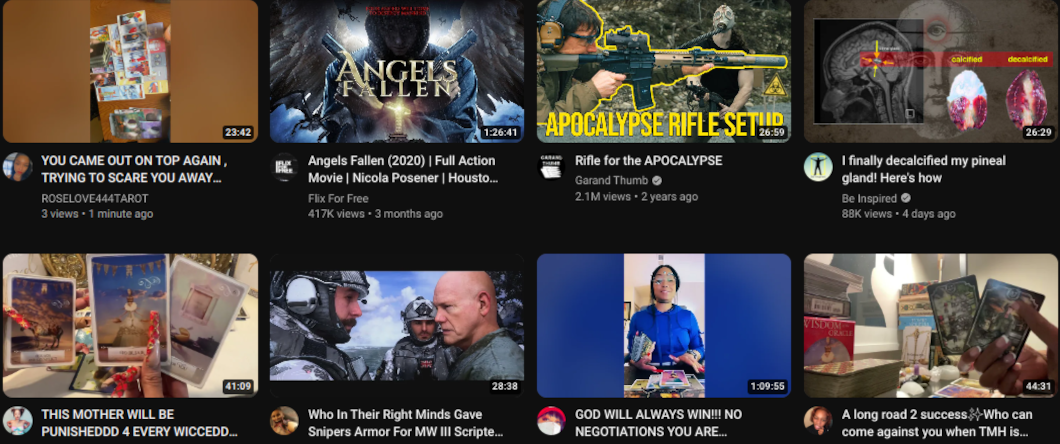 23:42
ANGELS
FALLEN
1:26:41
APOCALYPSE RIFLE SETUP
26:59
calcified
decalcified
26:29
YOU CAME OUT ON TOP AGAIN ,
TRYING TO SCARE YOU AWAY...
ROSELOVE444TAROT
3 views • 1 minute ago
FLIX
FOR
FREE
Angels Fallen (2020) | Full Action
Movie | Nicola Posener | Housto...
Flix For Free
417K views • 3 months ago
GARAND
THUMB
Rifle for the APOCALYPSE
Garand Thumb
2.1M views • 2 years ago
I finally decalcified my pineal
gland! Here's how
Be Inspired
88K views • 4 days ago
41:09
28:38
1:09:55
WISDOM
ORACLE
44:31
THIS MOTHER WILL BE
PUNISHEDDD 4 EVERY WICCEDD...
Who In Their Right Minds Gave
Snipers Armor For MW III Scripte...
GOD WILL ALWAYS WIN!!! NO
NEGOTIATIONS YOU ARE...
A long road 2 success✨Who can
come against you when TMH is...